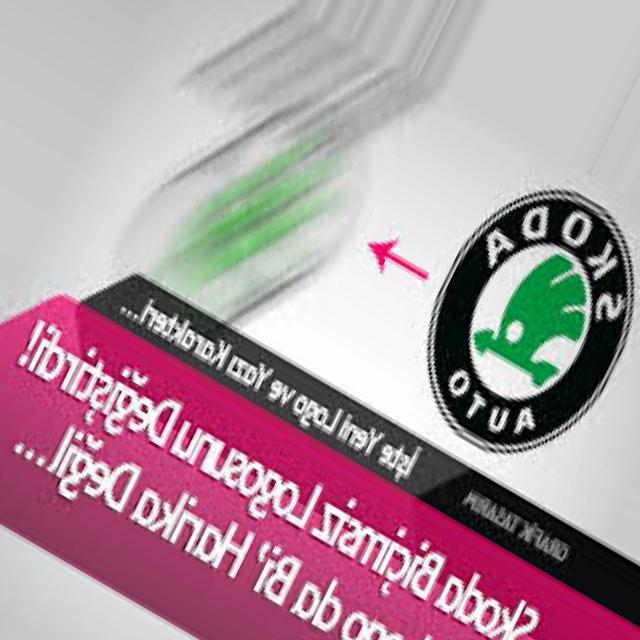 SKODA
AUTO
İşte Yeni Logo ve Yazı Karakteri...
GRAFİK TASARIM
Skoda Biçimsiz Logosunu Değiştirdi!
da Bi' Harika Değil...